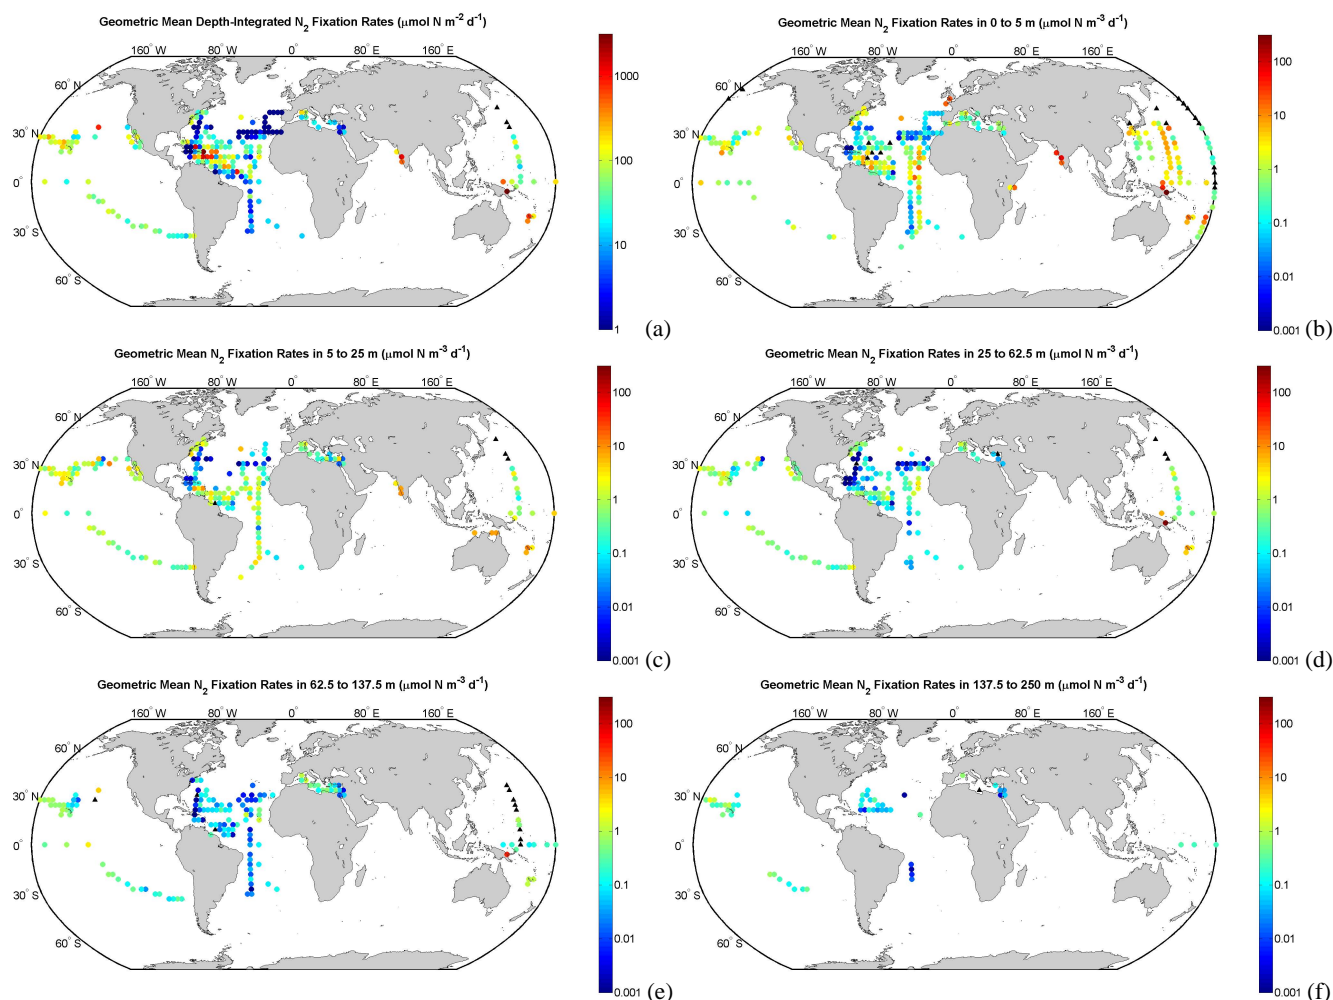 Geometric Mean Depth-Integrated N2 Fixation Rates (μmol N m-2 d-1)
160° W 80° W 0° 80° E 160° E
60° N
30° N
0°
30° S
60° S
1000
100
10
1
(a)
Geometric Mean N2 Fixation Rates in 0 to 5 m (μmol N m-3 d-1)
160° W 80° W 0° 80° E 160° E
60° N
30° N
0°
30° S
60° S
100
10
1
0.1
0.01
0.001
(b)
Geometric Mean N2 Fixation Rates in 5 to 25 m (μmol N m-3 d-1)
160° W 80° W 0° 80° E 160° E
60° N
30° N
0°
30° S
60° S
100
10
1
0.1
0.01
0.001
(c)
Geometric Mean N2 Fixation Rates in 25 to 62.5 m (μmol N m-3 d-1)
160° W 80° W 0° 80° E 160° E
60° N
30° N
0°
30° S
60° S
100
10
1
0.1
0.01
0.001
(d)
Geometric Mean N2 Fixation Rates in 62.5 to 137.5 m (μmol N m-3 d-1)
160° W 80° W 0° 80° E 160° E
60° N
30° N
0°
30° S
60° S
100
10
1
0.1
0.01
0.001
(e)
Geometric Mean N2 Fixation Rates in 137.5 to 250 m (μmol N m-3 d-1)
160° W 80° W 0° 80° E 160° E
60° N
30° N
0°
30° S
60° S
100
10
1
0.1
0.01
0.001
(f)